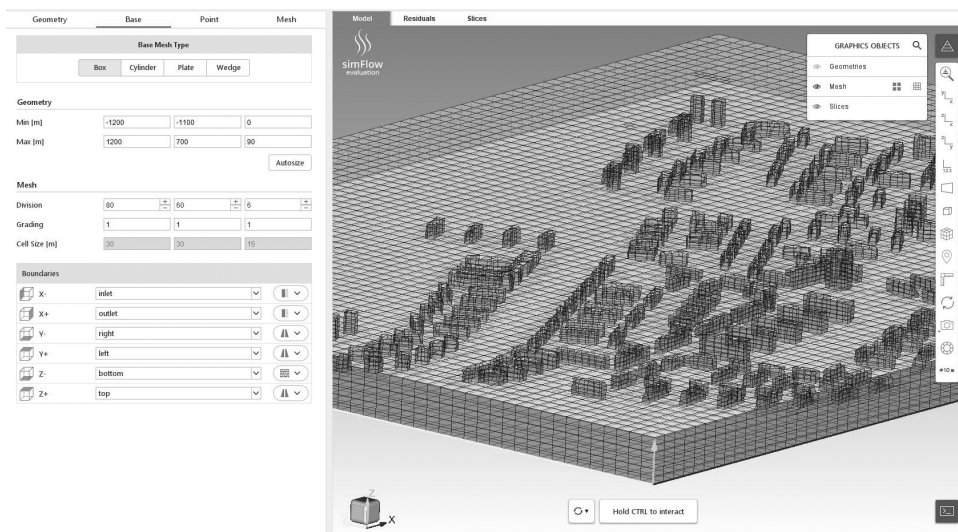 Geometry Base Point Mesh
Base Mesh Type
Box Cylinder Plate Wedge
Geometry
Min [m] -1200 -1100 0
Max [m] 1200 700 90
Autosize
Mesh
Division 80 60 6
Grading 1 1 1
Cell Size [m] 30 30 15
Boundaries
X- inlet
X+ outlet
Y- right
Y+ left
Z- bottom
Z+ top
Model Residuals Slices
simFlow
evaluation
GRAPHICS OBJECTS
Geometries
Mesh
Slices
123
#10
Z
X
Hold CTRL to interact